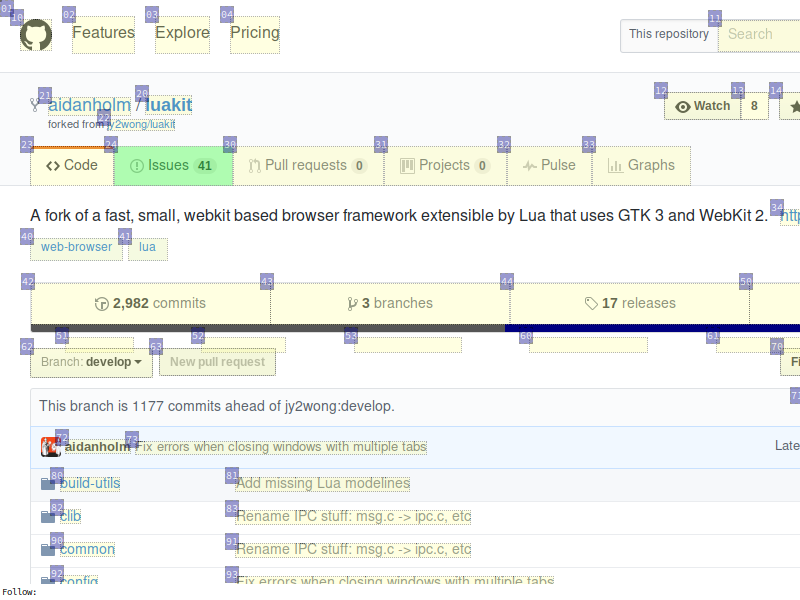 01 10 02 Features 03 Explore 04 Pricing This repository 11 Search
21 aidanholm / 20 luakit 12 Watch 13 8 14
forked from 22 jy2wong/luakit
23 Code 24 Issues 41 30 Pull requests 0 31 Projects 0 32 Pulse 33 Graphs
A fork of a fast, small, webkit based browser framework extensible by Lua that uses GTK 3 and WebKit 2. 34 http
40 web-browser 41 lua
42 2,982 commits 43 3 branches 44 17 releases 50
51 52 53 60 61
62 Branch: develop 63 New pull request 70 Fi
This branch is 1177 commits ahead of jy2wong:develop.
72 aidanholm 73 Fix errors when closing windows with multiple tabs Late
80 build-utils 81 Add missing Lua modelines
82 clib 83 Rename IPC stuff: msg.c -> ipc.c, etc
90 common 91 Rename IPC stuff: msg.c -> ipc.c, etc
92 config 93 Fix errors when closing windows with multiple tabs
Follow: